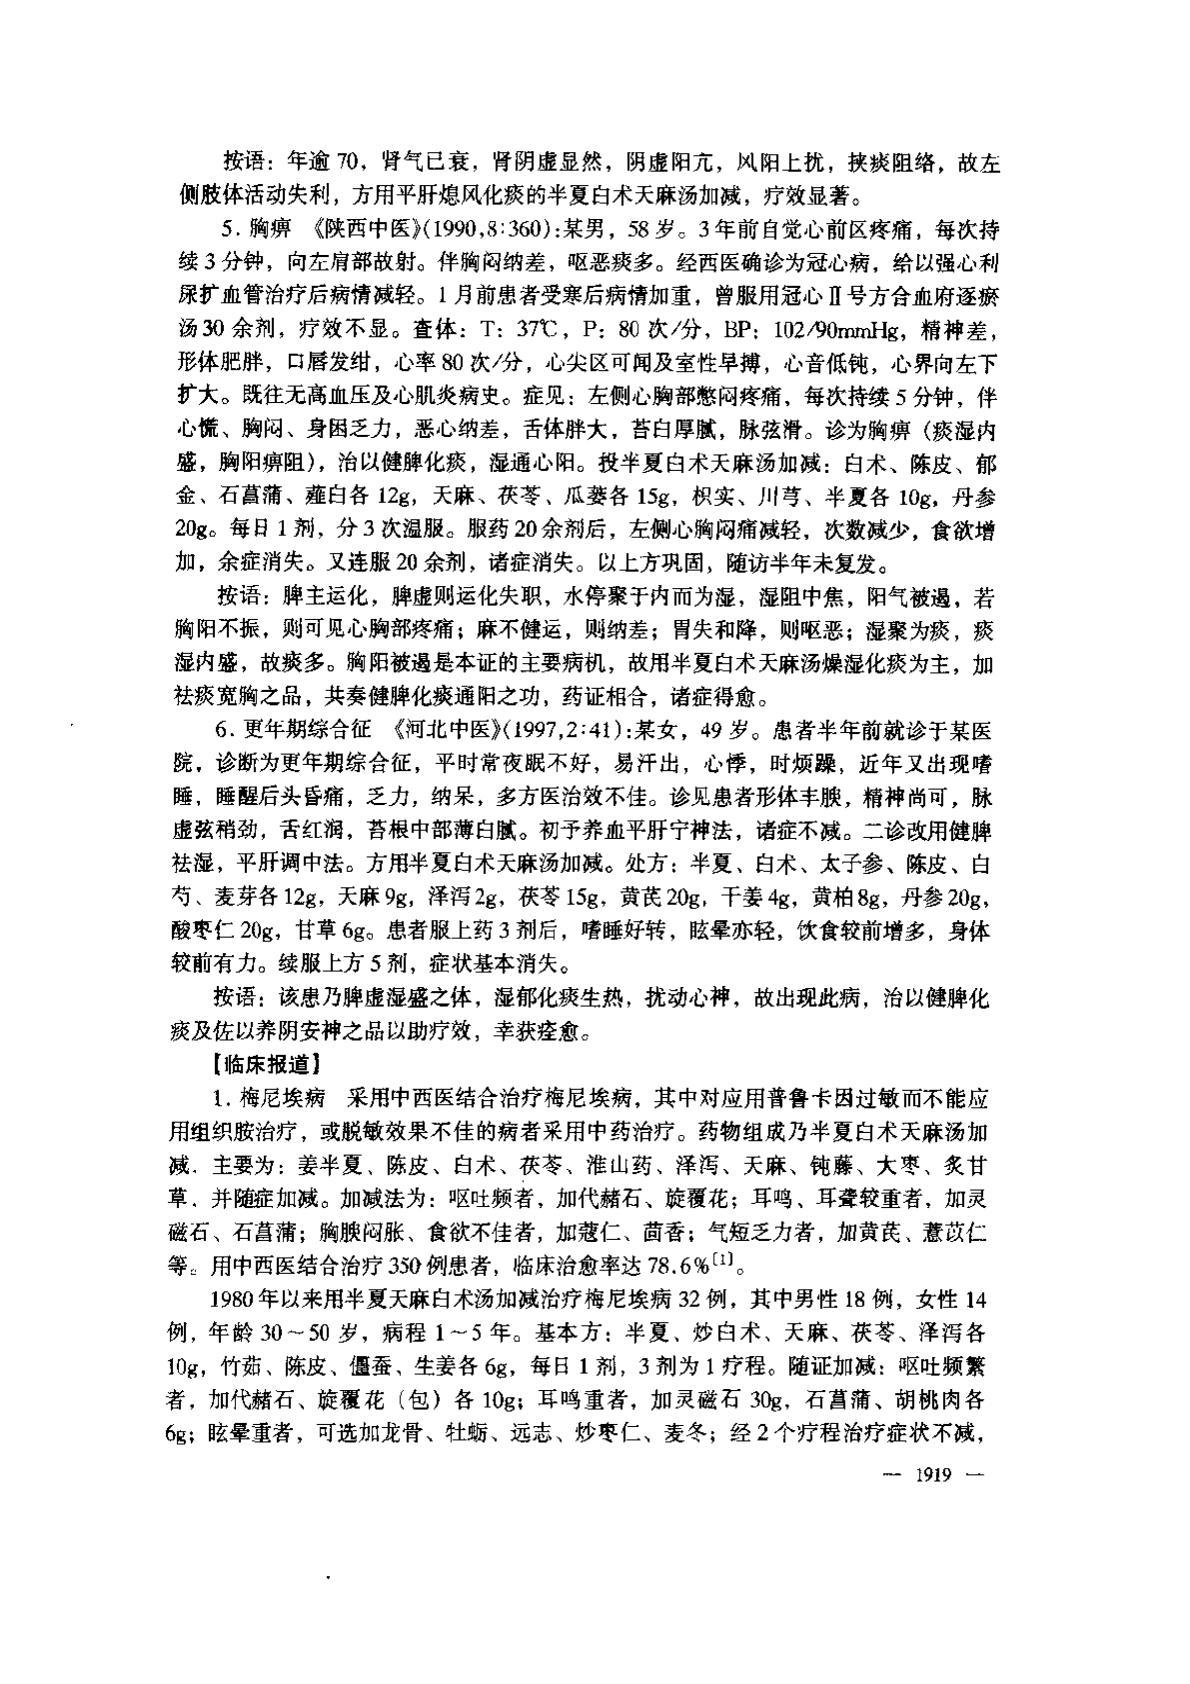 按语：年逾 70，肾气已衰，肾阴虚显然，阴虚阳亢，风阳上扰，挟痰阻络，故左
侧肢体活动失利，方用平肝熄风化痰的半夏白术天麻汤加减，疗效显著。
5. 胸痹 《陕西中医》(1990,8∶360):某男，58 岁。3 年前自觉心前区疼痛，每次持
续 3 分钟，向左肩部放射。伴胸闷纳差，呕恶痰多。经西医确诊为冠心病，给以强心利
尿扩血管治疗后病情减轻。1 月前患者受寒后病情加重，曾服用冠心Ⅱ号方合血府逐瘀
汤 30 余剂，疗效不显。查体：T：37℃，P：80 次/分，BP：102/90mmHg，精神差，
形体肥胖，口唇发绀，心率 80 次/分，心尖区可闻及室性早搏，心音低钝，心界向左下
扩大。既往无高血压及心肌炎病史。症见：左侧心胸部憋闷疼痛，每次持续 5 分钟，伴
心慌、胸闷、身困乏力，恶心纳差，舌体胖大，苔白厚腻，脉弦滑。诊为胸痹（痰湿内
盛，胸阳痹阻），治以健脾化痰，湿通心阳。投半夏白术天麻汤加减：白术、陈皮、郁
金、石菖蒲、薤白各 12g，天麻、茯苓、瓜蒌各 15g，枳实、川芎、半夏各 10g，丹参
20g。每日 1 剂，分 3 次温服。服药 20 余剂后，左侧心胸闷痛减轻，次数减少，食欲增
加，余症消失。又连服 20 余剂，诸症消失。以上方巩固，随访半年未复发。
按语：脾主运化，脾虚则运化失职，水停聚于内而为湿，湿阻中焦，阳气被遏，若
胸阳不振，则可见心胸部疼痛；麻不健运，则纳差；胃失和降，则呕恶；湿聚为痰，痰
湿内盛，故痰多。胸阳被遏是本证的主要病机，故用半夏白术天麻汤燥湿化痰为主，加
祛痰宽胸之品，共奏健脾化痰通阳之功，药证相合，诸症得愈。
6. 更年期综合征 《河北中医》(1997,2∶41):某女，49 岁。患者半年前就诊于某医
院，诊断为更年期综合征，平时常夜眠不好，易汗出，心悸，时烦躁，近年又出现嗜
睡，睡醒后头昏痛，乏力，纳呆，多方医治效不佳。诊见患者形体丰腴，精神尚可，脉
虚弦稍劲，舌红润，苔根中部薄白腻。初予养血平肝宁神法，诸症不减。二诊改用健脾
祛湿，平肝调中法。方用半夏白术天麻汤加减。处方：半夏、白术、太子参、陈皮、白
芍、麦芽各 12g，天麻 9g，泽泻 2g，茯苓 15g，黄芪 20g，干姜 4g，黄柏 8g，丹参 20g，
酸枣仁 20g，甘草 6g。患者服上药 3 剂后，嗜睡好转，眩晕亦轻，饮食较前增多，身体
较前有力。续服上方 5 剂，症状基本消失。
按语：该患乃脾虚湿盛之体，湿郁化痰生热，扰动心神，故出现此病，治以健脾化
痰及佐以养阴安神之品以助疗效，幸获痊愈。
【临床报道】
1. 梅尼埃病 采用中西医结合治疗梅尼埃病，其中对应用普鲁卡因过敏而不能应
用组织胺治疗，或脱敏效果不佳的病者采用中药治疗。药物组成乃半夏白术天麻汤加
减．主要为：姜半夏、陈皮、白术、茯苓、淮山药、泽泻、天麻、钝藤、大枣、炙甘
草．并随症加减。加减法为：呕吐频者，加代赭石、旋覆花；耳鸣、耳聋较重者，加灵
磁石、石菖蒲；胸腴闷胀、食欲不佳者，加蔻仁、茴香；气短乏力者，加黄芪、薏苡仁
等。用中西医结合治疗 350 例患者，临床治愈率达 78.6%〔1〕。
1980 年以来用半夏天麻白术汤加减治疗梅尼埃病 32 例，其中男性 18 例，女性 14
例，年龄 30～50 岁，病程 1～5 年。基本方：半夏、炒白术、天麻、茯苓、泽泻各
10g，竹茹、陈皮、僵蚕、生姜各 6g，每日 1 剂，3 剂为 1 疗程。随证加减：呕吐频繁
者，加代赭石、旋覆花（包）各 10g；耳鸣重者，加灵磁石 30g，石菖蒲、胡桃肉各
6g；眩晕重者，可选加龙骨、牡蛎、远志、炒枣仁、麦冬；经 2 个疗程治疗症状不减，
— 1919 —